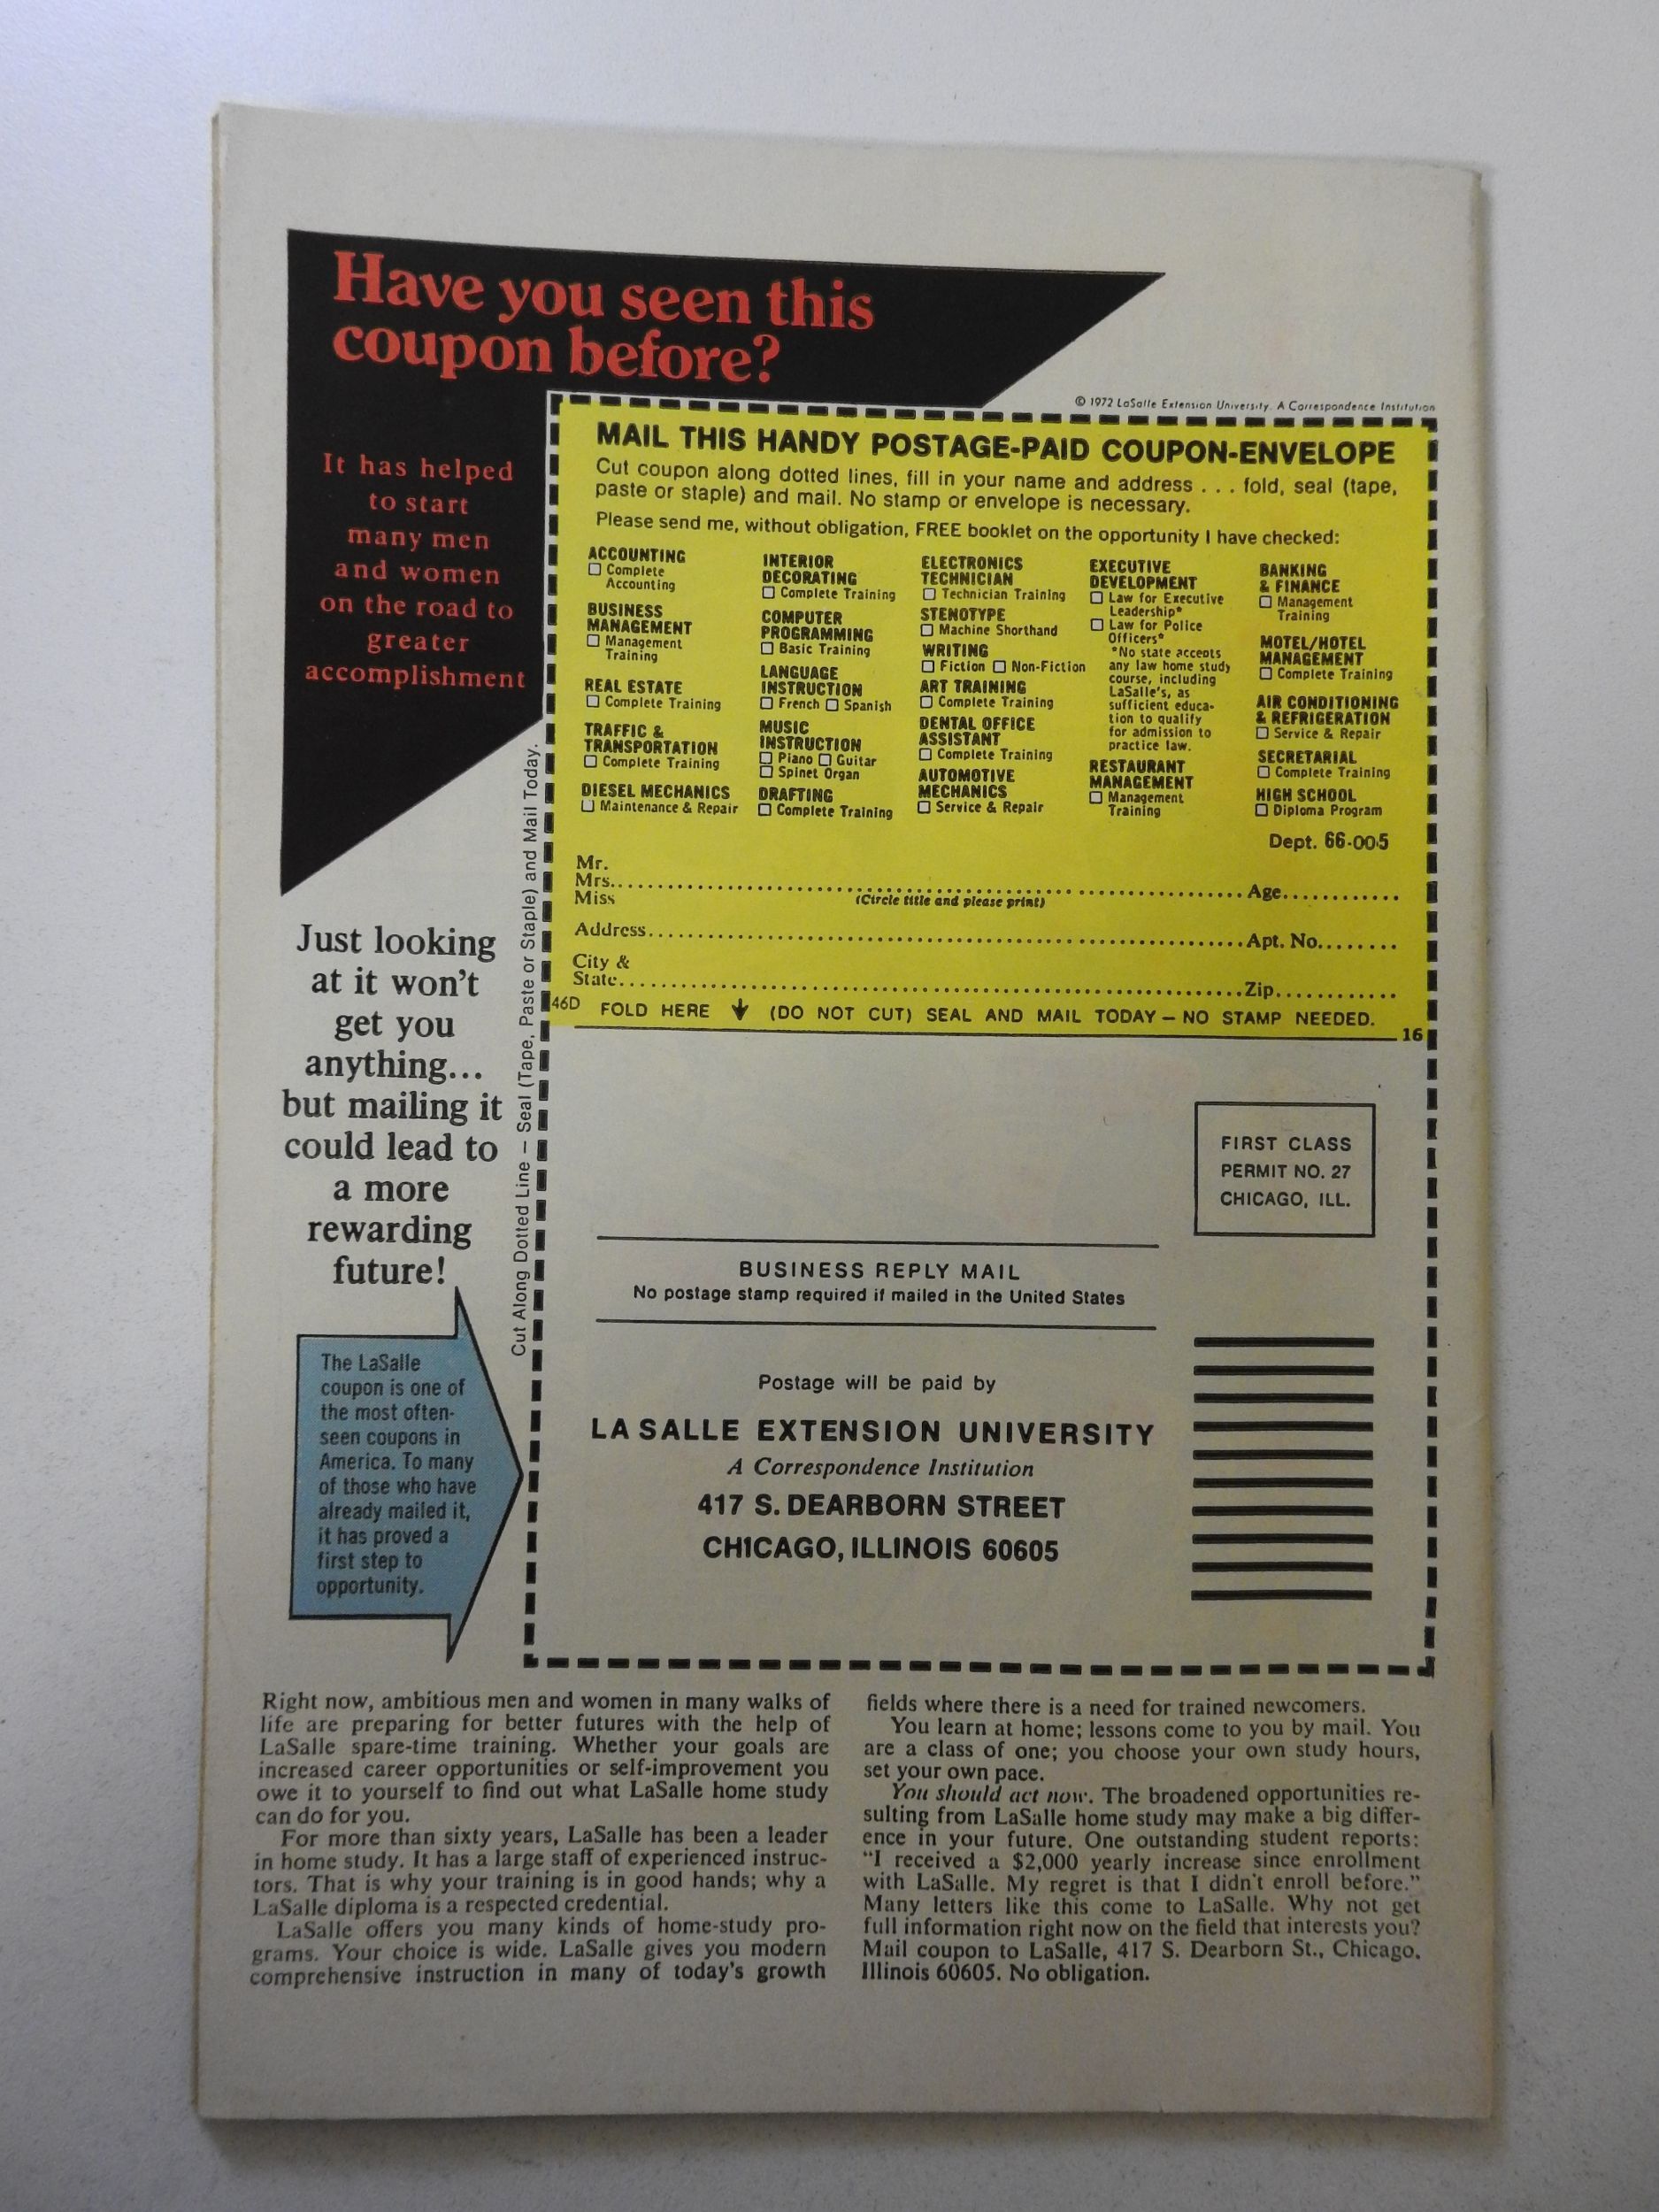 Have you seen this
coupon before?
It has helped
to start
many men
and women
on the road to
greater
accomplishment
Just looking
at it won't
get you
anything...
but mailing it
could lead to
a more
rewarding
future!
The LaSalle
coupon is one of
the most often-
seen coupons in
America. To many
of those who have
already mailed it,
it has proved a
first step to
opportunity.
Cut Along Dotted Line – Seal (Tape, Paste or Staple) and Mail Today.
© 1972 LaSalle Extension University. A Correspondence Institution
MAIL THIS HANDY POSTAGE-PAID COUPON-ENVELOPE
Cut coupon along dotted lines, fill in your name and address . . . fold, seal (tape,
paste or staple) and mail. No stamp or envelope is necessary.
Please send me, without obligation, FREE booklet on the opportunity I have checked:
ACCOUNTING
☐ Complete
Accounting
BUSINESS
MANAGEMENT
☐ Management
Training
REAL ESTATE
☐ Complete Training
TRAFFIC &
TRANSPORTATION
☐ Complete Training
DIESEL MECHANICS
☐ Maintenance & Repair
INTERIOR
DECORATING
☐ Complete Training
COMPUTER
PROGRAMMING
☐ Basic Training
LANGUAGE
INSTRUCTION
☐ French ☐ Spanish
MUSIC
INSTRUCTION
☐ Piano ☐ Guitar
☐ Spinet Organ
DRAFTING
☐ Complete Training
ELECTRONICS
TECHNICIAN
☐ Technician Training
STENOTYPE
☐ Machine Shorthand
WRITING
☐ Fiction ☐ Non-Fiction
ART TRAINING
☐ Complete Training
DENTAL OFFICE
ASSISTANT
☐ Complete Training
AUTOMOTIVE
MECHANICS
☐ Service & Repair
EXECUTIVE
DEVELOPMENT
☐ Law for Executive
Leadership*
☐ Law for Police
Officers*
*No state accepts
any law home study
course, including
LaSalle's, as
sufficient educa-
tion to qualify
for admission to
practice law.
RESTAURANT
MANAGEMENT
☐ Management
Training
BANKING
& FINANCE
☐ Management
Training
MOTEL/HOTEL
MANAGEMENT
☐ Complete Training
AIR CONDITIONING
& REFRIGERATION
☐ Service & Repair
SECRETARIAL
☐ Complete Training
HIGH SCHOOL
☐ Diploma Program
Dept. 66-005
Mr.
Mrs. Age
Miss (Circle title and please print)
Address Apt. No.
City &
State Zip
46D FOLD HERE ↓ (DO NOT CUT) SEAL AND MAIL TODAY – NO STAMP NEEDED.
16
FIRST CLASS
PERMIT NO. 27
CHICAGO, ILL.
BUSINESS REPLY MAIL
No postage stamp required if mailed in the United States
Postage will be paid by
LA SALLE EXTENSION UNIVERSITY
A Correspondence Institution
417 S. DEARBORN STREET
CHICAGO, ILLINOIS 60605
Right now, ambitious men and women in many walks of
life are preparing for better futures with the help of
LaSalle spare-time training. Whether your goals are
increased career opportunities or self-improvement you
owe it to yourself to find out what LaSalle home study
can do for you.
For more than sixty years, LaSalle has been a leader
in home study. It has a large staff of experienced instruc-
tors. That is why your training is in good hands; why a
LaSalle diploma is a respected credential.
LaSalle offers you many kinds of home-study pro-
grams. Your choice is wide. LaSalle gives you modern
comprehensive instruction in many of today's growth
fields where there is a need for trained newcomers.
You learn at home; lessons come to you by mail. You
are a class of one; you choose your own study hours,
set your own pace.
You should act now. The broadened opportunities re-
sulting from LaSalle home study may make a big differ-
ence in your future. One outstanding student reports:
"I received a $2,000 yearly increase since enrollment
with LaSalle. My regret is that I didn't enroll before."
Many letters like this come to LaSalle. Why not get
full information right now on the field that interests you?
Mail coupon to LaSalle, 417 S. Dearborn St., Chicago,
Illinois 60605. No obligation.